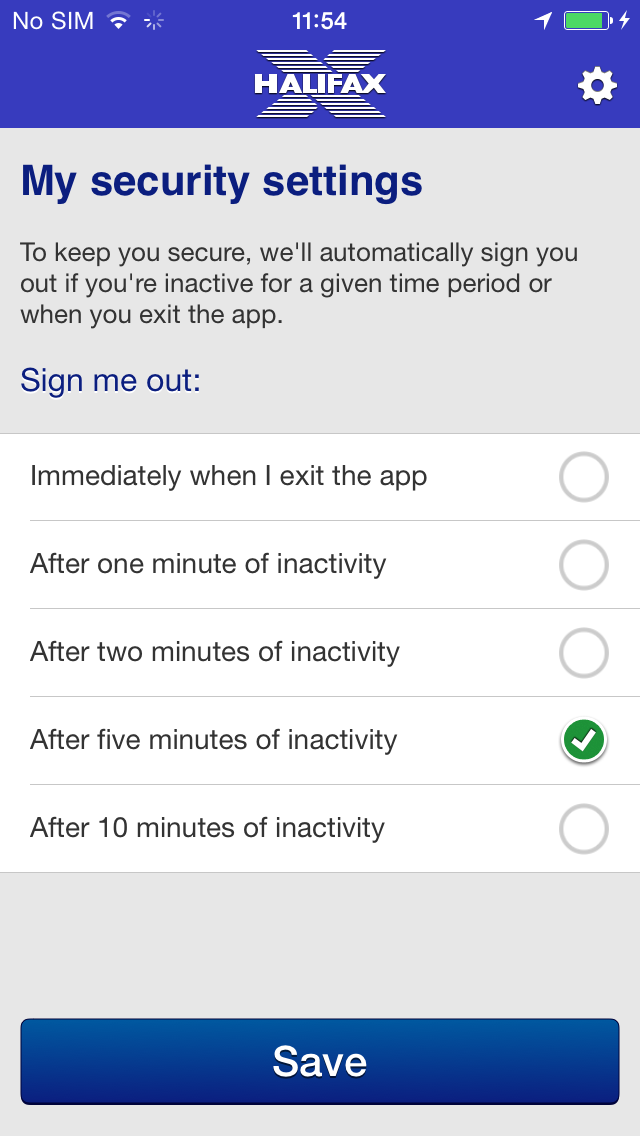 No SIM 11:54
HALIFAX
My security settings
To keep you secure, we'll automatically sign you
out if you're inactive for a given time period or
when you exit the app.
Sign me out:
Immediately when I exit the app
After one minute of inactivity
After two minutes of inactivity
After five minutes of inactivity
After 10 minutes of inactivity
Save